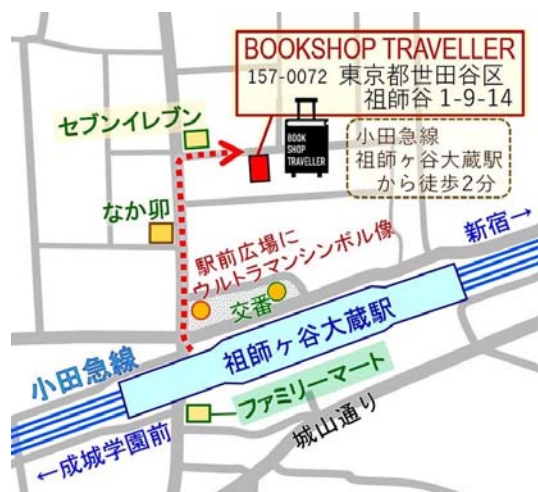 BOOKSHOP TRAVELLER
157-0072 東京都世田谷区
祖師谷 1-9-14
セブンイレブン
BOOK
SHOP
TRAVELLER
小田急線
祖師ヶ谷大蔵駅
から徒歩2分
なか卯
新宿→
駅前広場に
ウルトラマンシンボル像
交番
祖師ヶ谷大蔵駅
小田急線
ファミリーマート
城山通り
←成城学園前